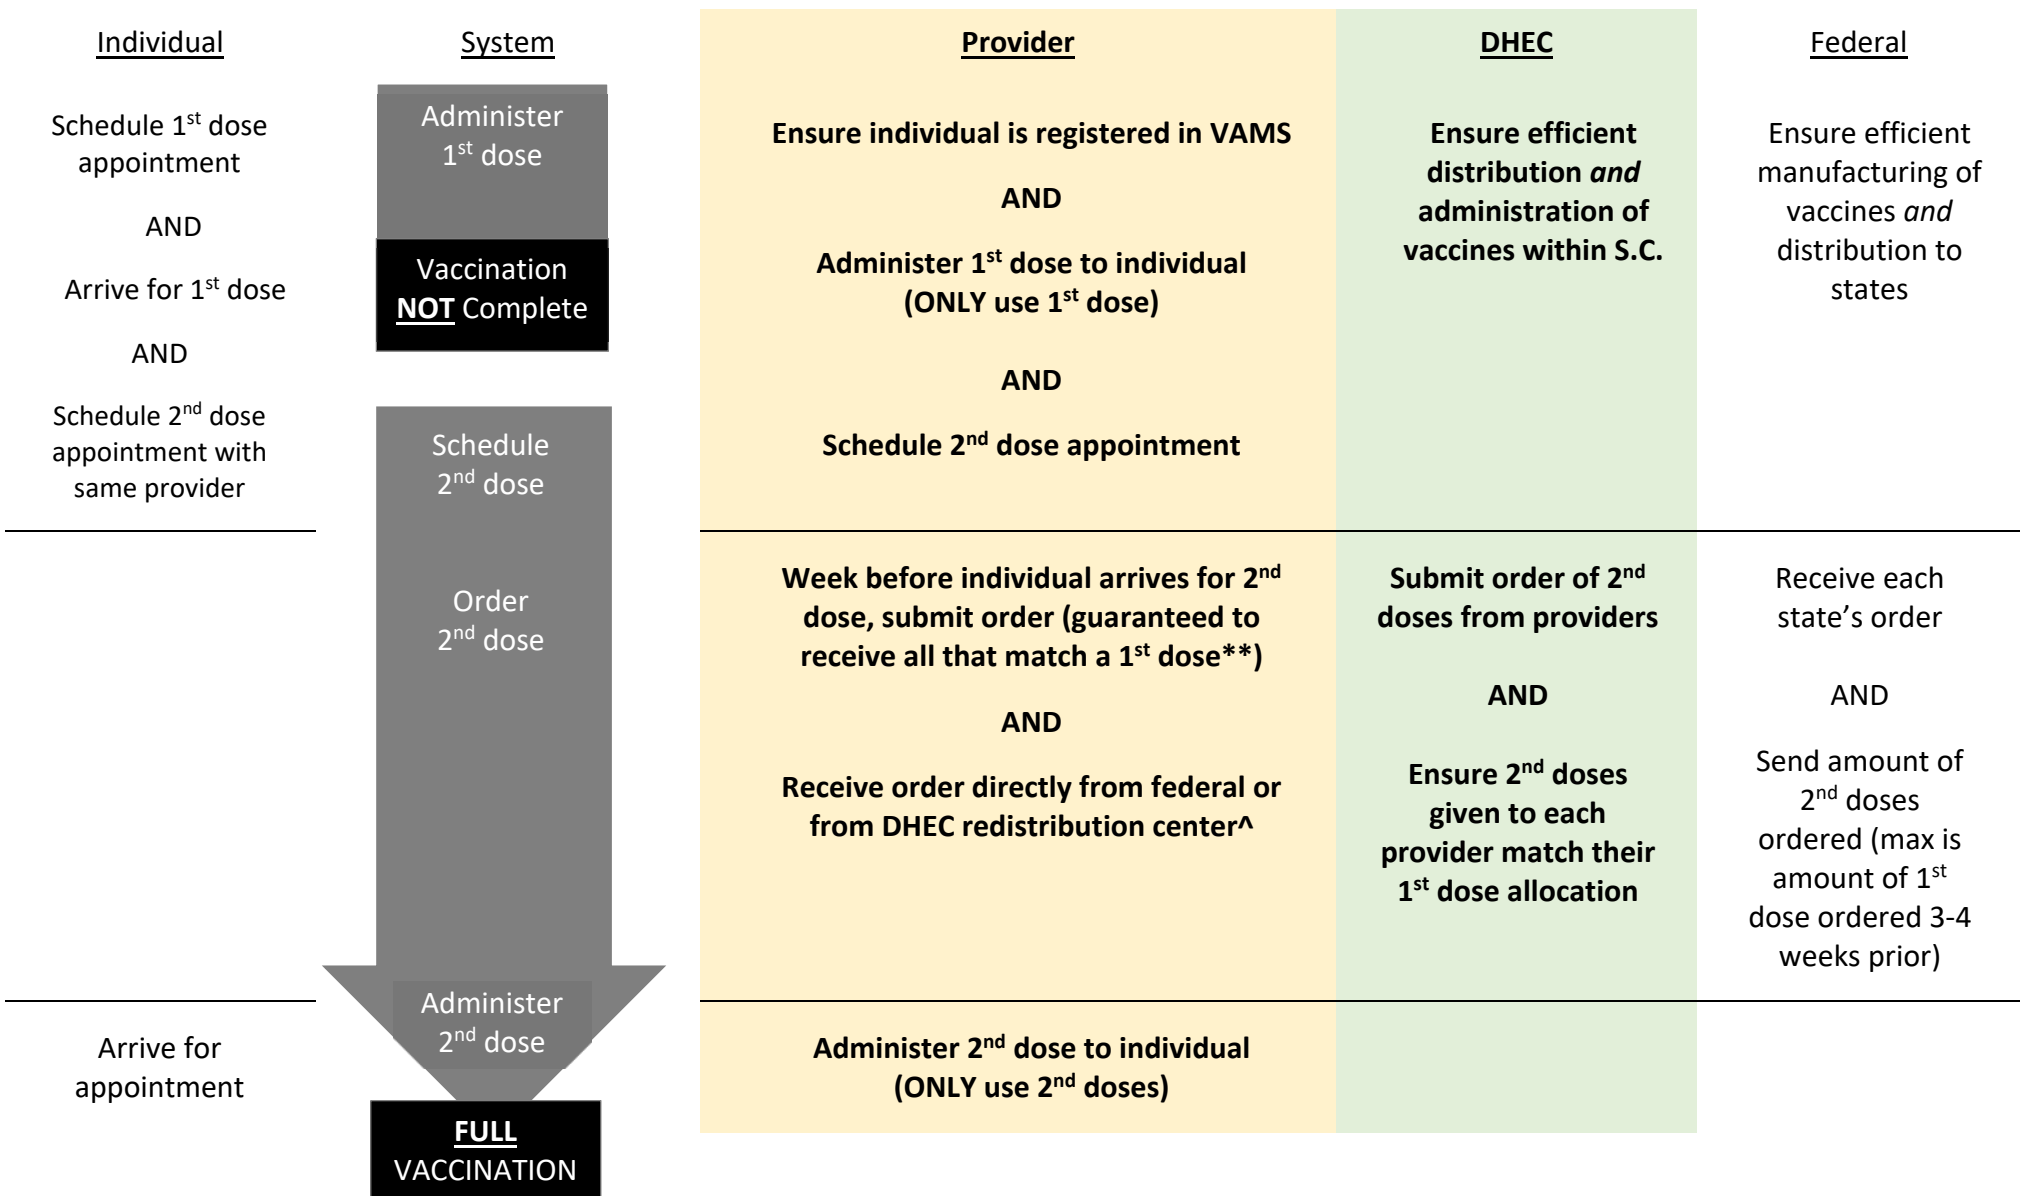 Individual
Schedule 1st dose
appointment
AND
Arrive for 1st dose
AND
Schedule 2nd dose
appointment with
same provider
Arrive for
appointment
System
Administer
1st dose
Vaccination
NOT Complete
Schedule
2nd dose
Order
2nd dose
Administer
2nd dose
FULL
VACCINATION
Provider
Ensure individual is registered in VAMS
AND
Administer 1st dose to individual
(ONLY use 1st dose)
AND
Schedule 2nd dose appointment
Week before individual arrives for 2nd
dose, submit order (guaranteed to
receive all that match a 1st dose**)
AND
Receive order directly from federal or
from DHEC redistribution center^
Administer 2nd dose to individual
(ONLY use 2nd doses)
DHEC
Ensure efficient
distribution and
administration of
vaccines within S.C.
Submit order of 2nd
doses from providers
AND
Ensure 2nd doses
given to each
provider match their
1st dose allocation
Federal
Ensure efficient
manufacturing of
vaccines and
distribution to
states
Receive each
state’s order
AND
Send amount of
2nd doses
ordered (max is
amount of 1st
dose ordered 3-4
weeks prior)